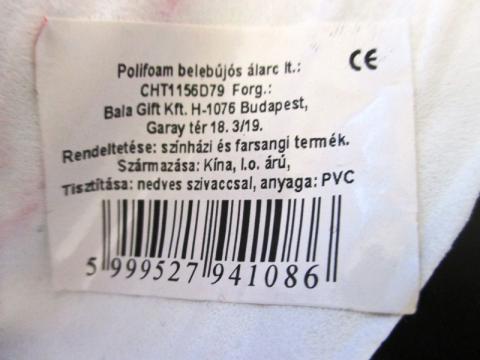 Polifoam belebújós álarc It.:
CHT1156D79 Forg.:
Bala Gift Kft. H-1076 Budapest,
Garay tér 18. 3/19.
Rendeltetése: színházi és farsangi termék.
Származása: Kína, I.o. árú,
Tisztítása: nedves szivaccsal, anyaga: PVC
5 999527 941086
CE